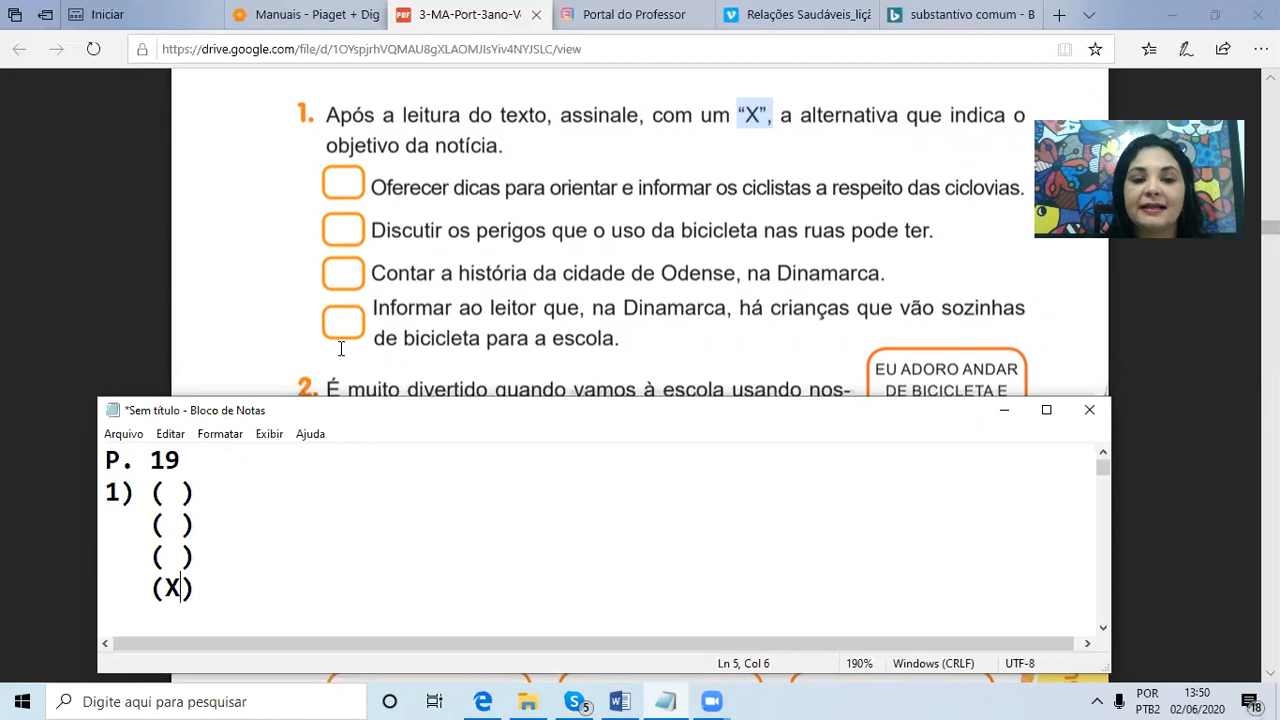 Iniciar
Manuais - Piaget + Dig
3-MA-Port-3ano-V
Portal do Professor
Relações Saudáveis_liçi
substantivo comum - B
https://drive.google.com/file/d/1OYspjrhVQMAU8gXLAOMJIsYiv4NYJSLC/view
1. Após a leitura do texto, assinale, com um “X”, a alternativa que indica o
objetivo da notícia.
Oferecer dicas para orientar e informar os ciclistas a respeito das ciclovias.
Discutir os perigos que o uso da bicicleta nas ruas pode ter.
Contar a história da cidade de Odense, na Dinamarca.
Informar ao leitor que, na Dinamarca, há crianças que vão sozinhas
de bicicleta para a escola.
2. É muito divertido quando vamos à escola usando nos-
EU ADORO ANDAR
DE BICICLETA E
*Sem título - Bloco de Notas
Arquivo Editar Formatar Exibir Ajuda
P. 19
1) ( )
( )
( )
(X)
Ln 5, Col 6 190% Windows (CRLF) UTF-8
Digite aqui para pesquisar
5
POR
PTB2
13:50
02/06/2020
18